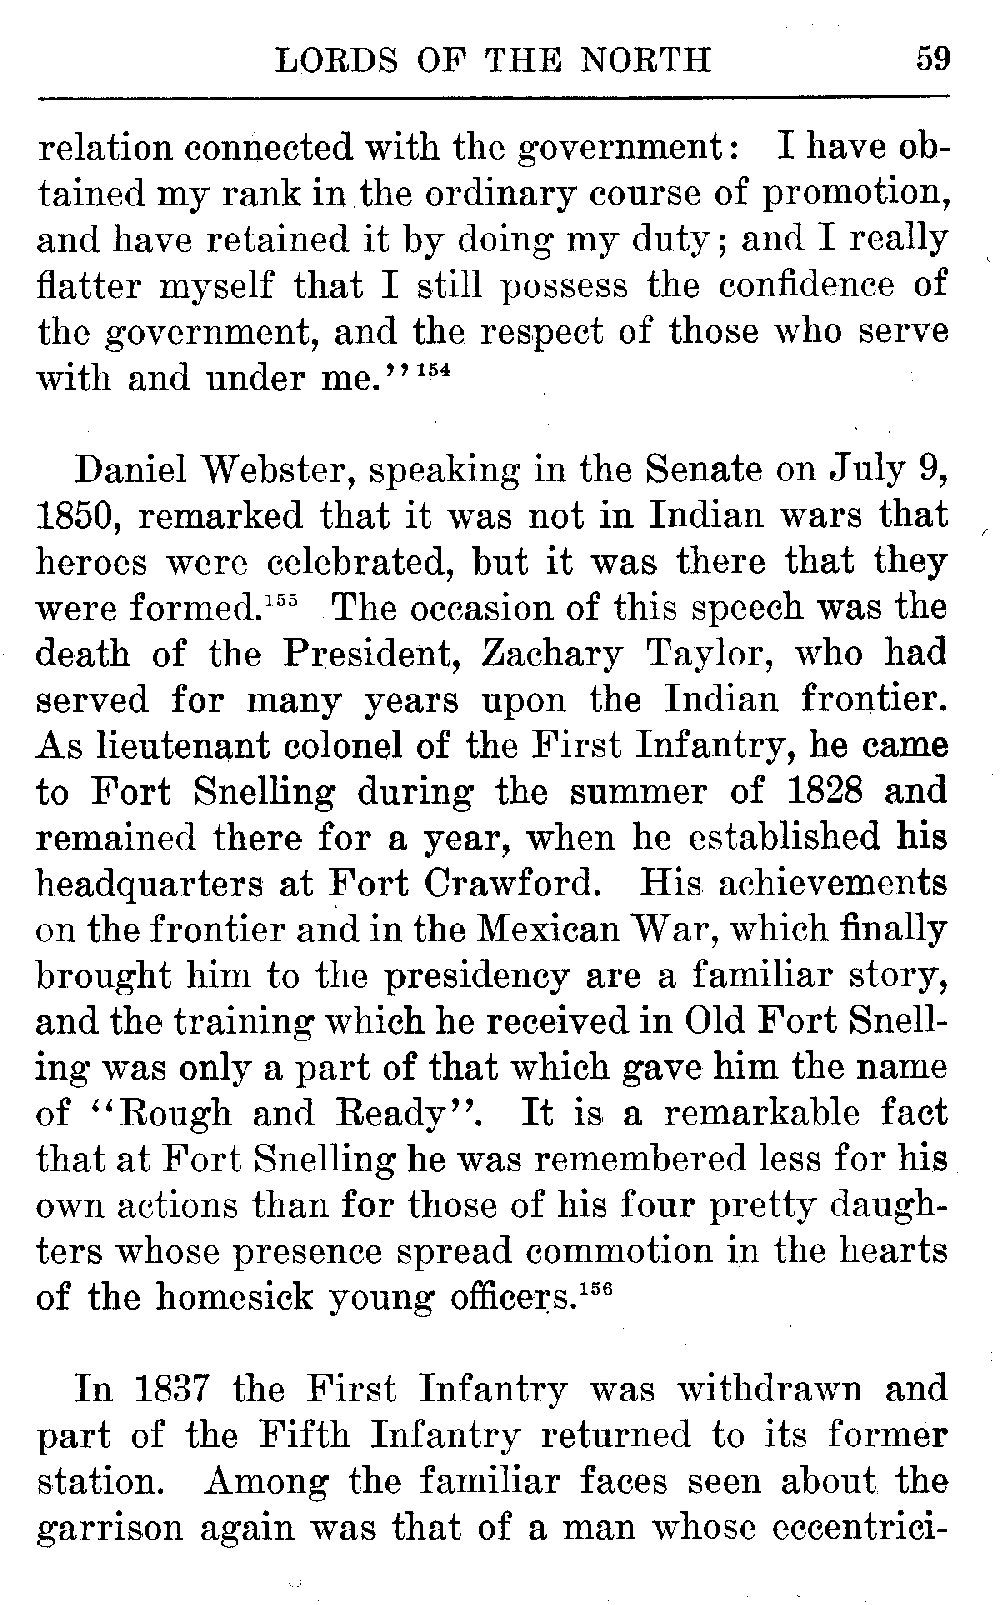 LORDS OF THE NORTH 59
relation connected with the government: I have ob-
tained my rank in the ordinary course of promotion,
and have retained it by doing my duty; and I really
flatter myself that I still possess the confidence of
the government, and the respect of those who serve
with and under me.''¹⁵⁴
Daniel Webster, speaking in the Senate on July 9,
1850, remarked that it was not in Indian wars that
heroes were celebrated, but it was there that they
were formed.¹⁵⁵ The occasion of this speech was the
death of the President, Zachary Taylor, who had
served for many years upon the Indian frontier.
As lieutenant colonel of the First Infantry, he came
to Fort Snelling during the summer of 1828 and
remained there for a year, when he established his
headquarters at Fort Crawford. His achievements
on the frontier and in the Mexican War, which finally
brought him to the presidency are a familiar story,
and the training which he received in Old Fort Snell-
ing was only a part of that which gave him the name
of ‘‘Rough and Ready’’. It is a remarkable fact
that at Fort Snelling he was remembered less for his
own actions than for those of his four pretty daugh-
ters whose presence spread commotion in the hearts
of the homesick young officers.¹⁵⁶
In 1837 the First Infantry was withdrawn and
part of the Fifth Infantry returned to its former
station. Among the familiar faces seen about the
garrison again was that of a man whose eccentrici-